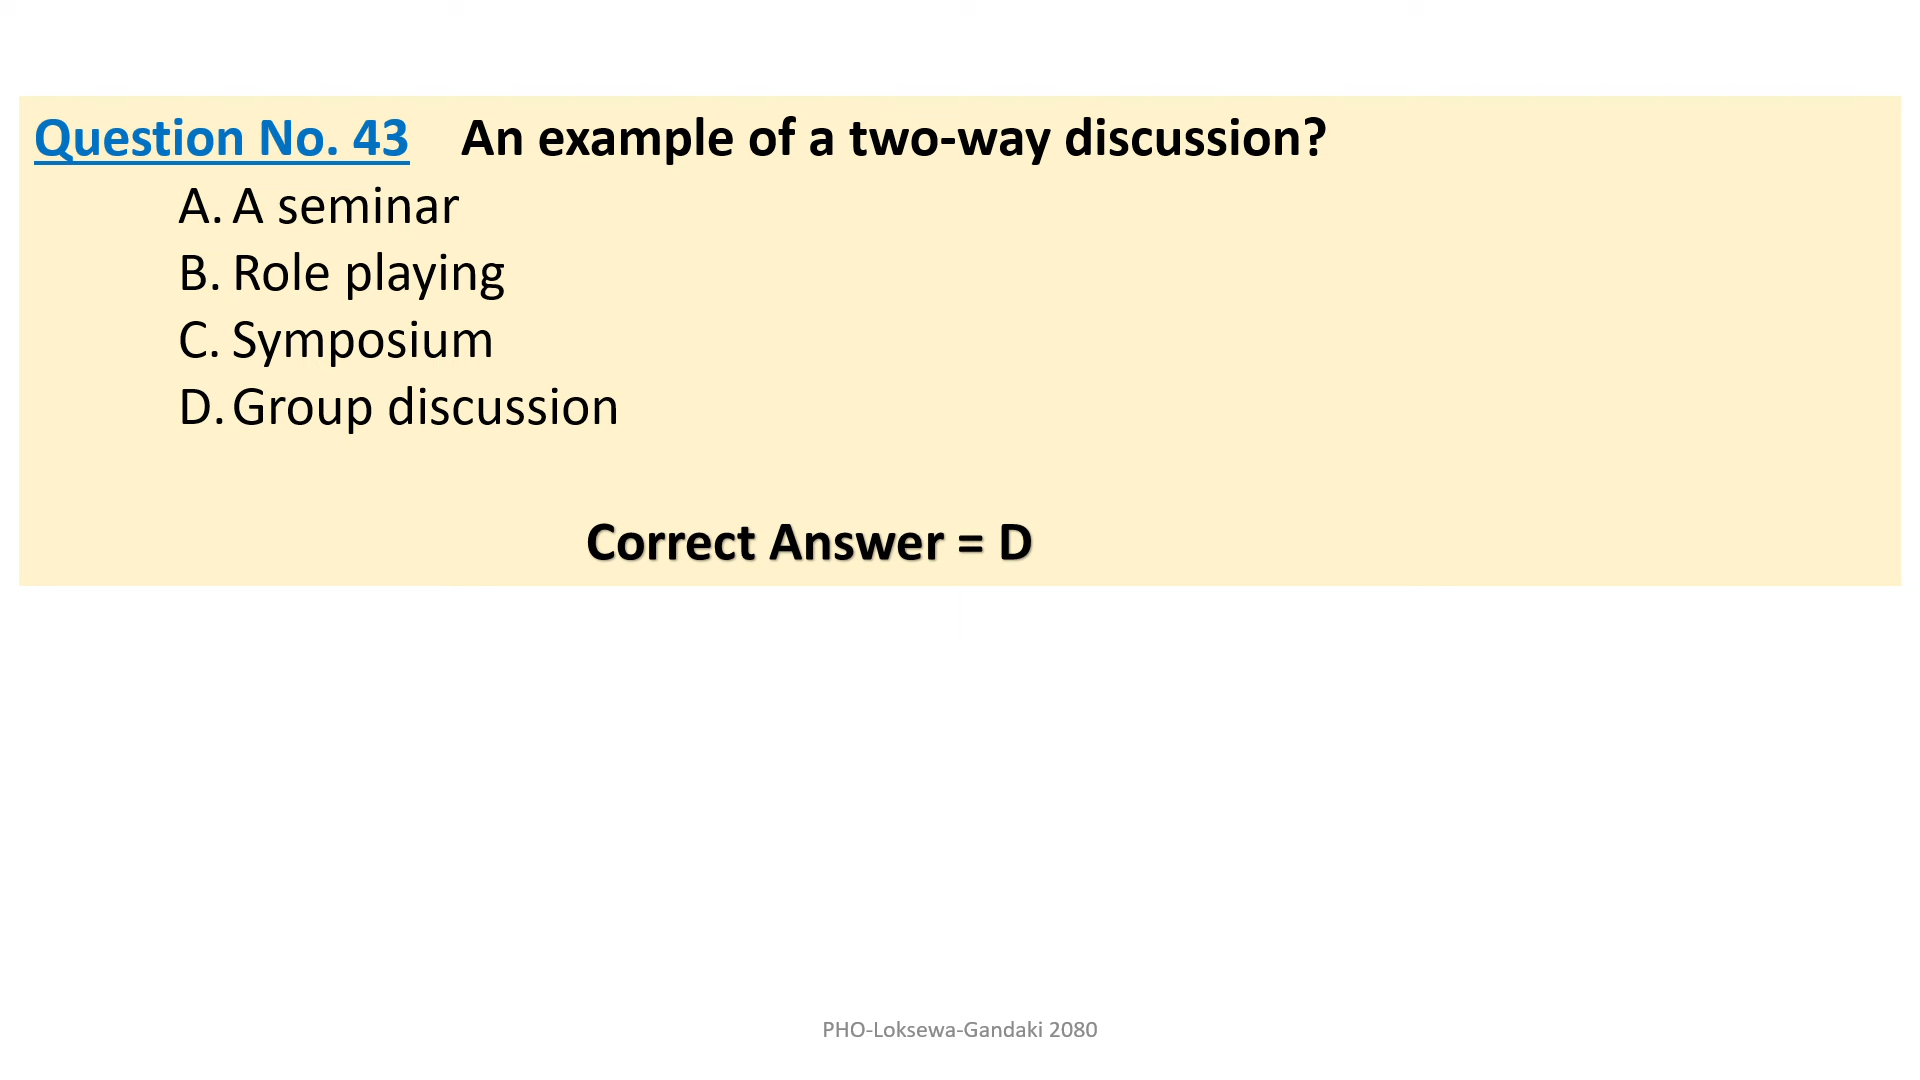 Question No. 43 An example of a two-way discussion?
A. A seminar
B. Role playing
C. Symposium
D. Group discussion
Correct Answer = D
PHO-Loksewa-Gandaki 2080